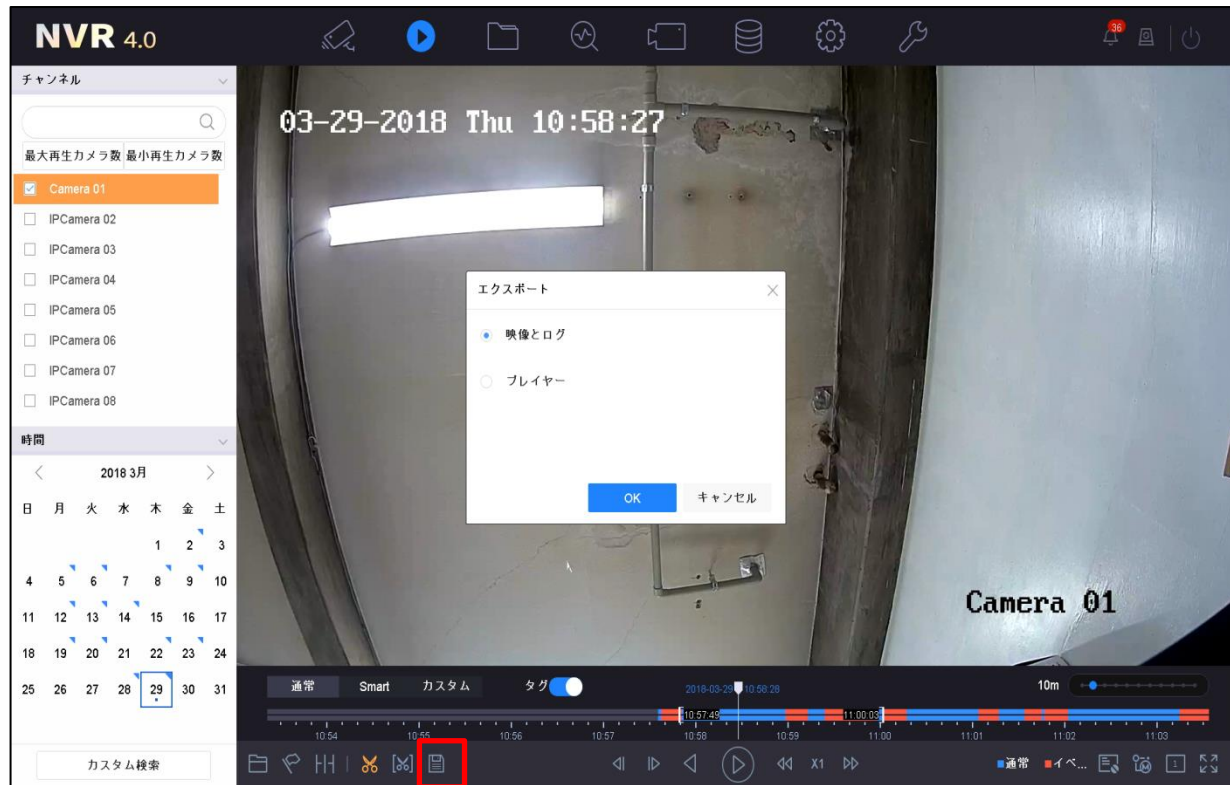 NVR 4.0
36
チャンネル
最大再生カメラ数 最小再生カメラ数
Camera 01
IPCamera 02
IPCamera 03
IPCamera 04
IPCamera 05
IPCamera 06
IPCamera 07
IPCamera 08
時間
2018 3月
日 月 火 水 木 金 土
1 2 3
4 5 6 7 8 9 10
11 12 13 14 15 16 17
18 19 20 21 22 23 24
25 26 27 28 29 30 31
カスタム検索
03-29-2018 Thu 10:58:27
エクスポート
映像とログ
プレイヤー
OK キャンセル
Camera 01
通常 Smart カスタム タグ 2018-03-29 10:58:28 10m
10:57:49 11:00:03
10:54 10:55 10:56 10:57 10:58 10:59 11:00 11:01 11:02 11:03
X1 通常 イベ... 1